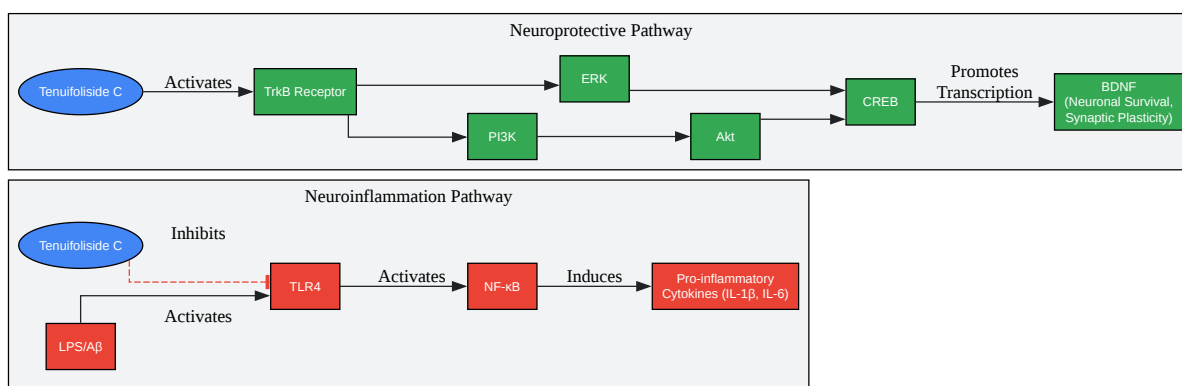 Neuroprotective Pathway
Tenuifoliside C
Activates
TrkB Receptor
ERK
PI3K
Akt
CREB
Promotes
Transcription
BDNF
(Neuronal Survival,
Synaptic Plasticity)
Neuroinflammation Pathway
Tenuifoliside C
Inhibits
LPS/Aβ
Activates
TLR4
Activates
NF-κB
Induces
Pro-inflammatory
Cytokines (IL-1β, IL-6)